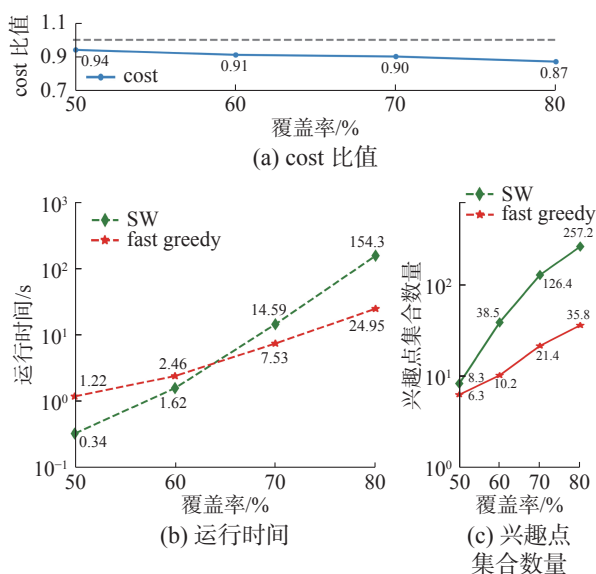 1.1
0.9
0.7
cost 比值
0.94
0.91
0.90
0.87
cost
50
60
70
80
覆盖率/%
(a) cost 比值
10³
10²
10¹
10⁰
10⁻¹
运行时间/s
SW
fast greedy
154.3
14.59
24.95
7.53
2.46
1.22
1.62
0.34
50
60
70
80
覆盖率/%
(b) 运行时间
SW
fast greedy
10²
10¹
10⁰
兴趣点集合数量
257.2
126.4
38.5
35.8
21.4
8.3
10.2
6.3
50
60
70
80
覆盖率/%
(c) 兴趣点
集合数量